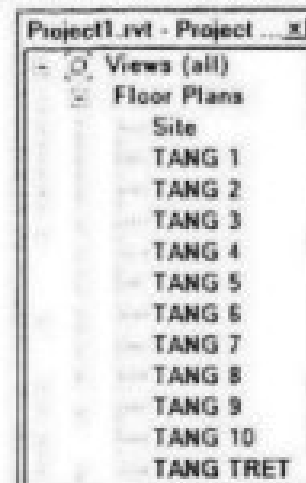 Project1.rvt - Project ...
Views (all)
Floor Plans
Site
TANG 1
TANG 2
TANG 3
TANG 4
TANG 5
TANG 6
TANG 7
TANG 8
TANG 9
TANG 10
TANG TRET